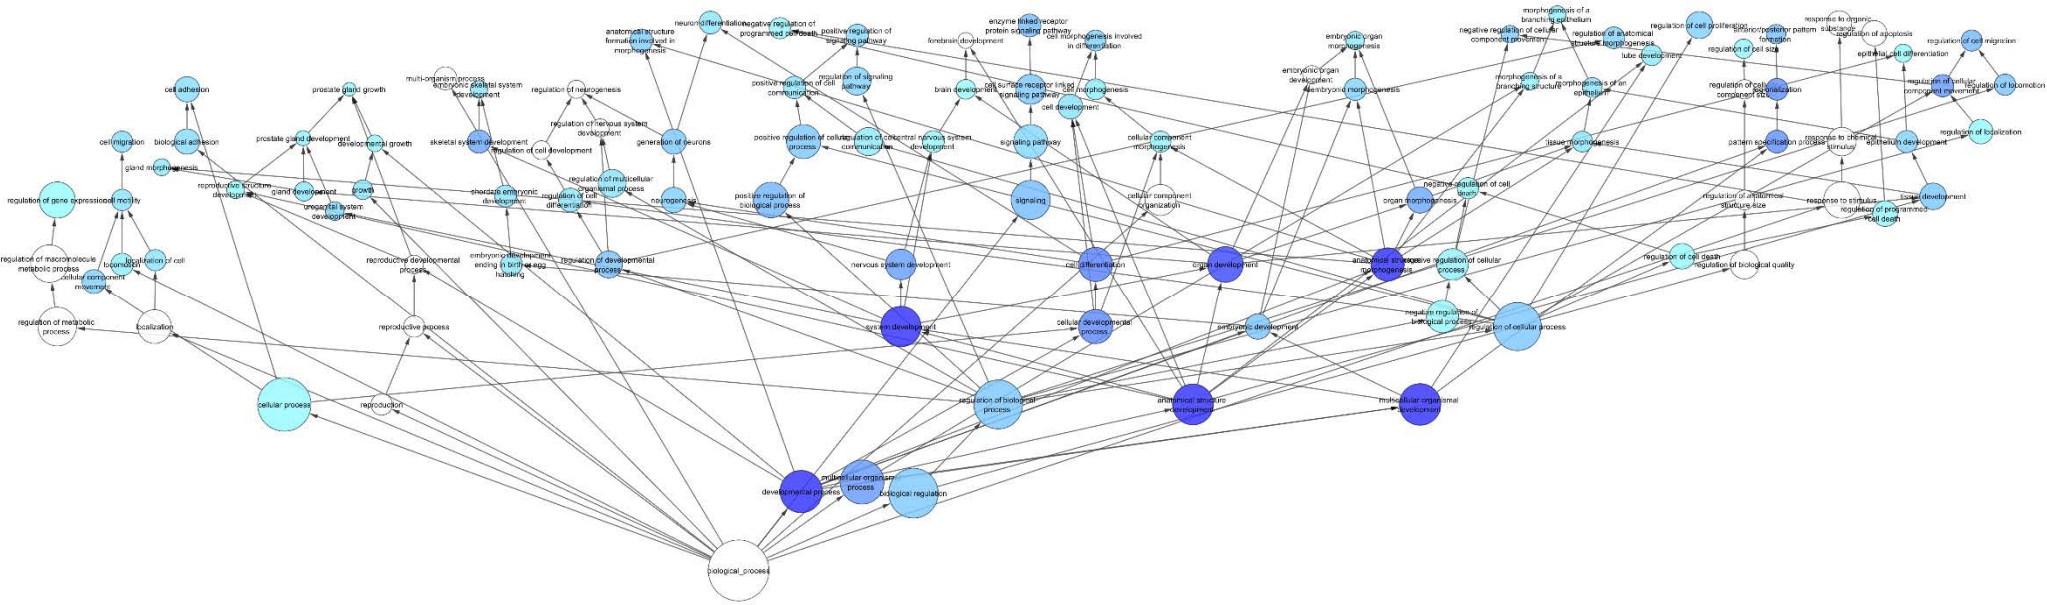 morphogenesis of a
branching epithelium
neuron differentiation
negative regulation of
programmed cell death
enzyme linked receptor
protein signaling pathway
response to organic
substance
regulation of cell proliferation
anterior/posterior pattern
formation
regulation of apoptosis
anatomical structure
formation involved in
morphogenesis
positive regulation of
signaling pathway
forebrain development
cell morphogenesis involved
in differentiation
embryonic organ
morphogenesis
negative regulation of cellular
component movement
regulation of anatomical
structure morphogenesis
regulation of cell size
regulation of cell migration
tube development
epithelial cell differentiation
multi-organism process
embryonic skeletal system
development
cell adhesion
prostate gland growth
regulation of neurogenesis
positive regulation of cell
communication
regulation of signaling
pathway
brain development
cell surface receptor linked
signaling pathway
cell morphogenesis
embryonic organ
development
embryonic morphogenesis
morphogenesis of a
branching structure
morphogenesis of an
epithelium
regulation of cell
component size
regionalization
regulation of cellular
component movement
regulation of locomotion
cell development
cell migration
biological adhesion
prostate gland development
developmental growth
skeletal system development
regulation of cell development
regulation of nervous system
development
generation of neurons
positive regulation of cellular
process
regulation of cell
communication
central nervous system
development
signaling pathway
cellular component
morphogenesis
tissue morphogenesis
pattern specification process
response to chemical
stimulus
epithelium development
regulation of localization
gland morphogenesis
regulation of gene expression
cell motility
reproductive structure
development
gland development
growth
urogenital system
development
chordate embryonic
development
regulation of cell
differentiation
regulation of multicellular
organismal process
neurogenesis
positive regulation of
biological process
signaling
cellular component
organization
organ morphogenesis
negative regulation of cell
death
regulation of anatomical
structure size
response to stimulus
regulation of programmed
cell death
tissue development
regulation of macromolecule
metabolic process
cellular component
movement
locomotion
localization of cell
reproductive developmental
process
embryonic development
ending in birth or egg
hatching
regulation of developmental
process
nervous system development
cell differentiation
organ development
anatomical structure
morphogenesis
negative regulation of cellular
process
regulation of cell death
regulation of biological quality
regulation of metabolic
process
localization
reproductive process
system development
cellular developmental
process
embryonic development
negative regulation of
biological process
regulation of cellular process
cellular process
reproduction
regulation of biological
process
anatomical structure
development
multicellular organismal
development
developmental process
multicellular organismal
process
biological regulation
biological_process